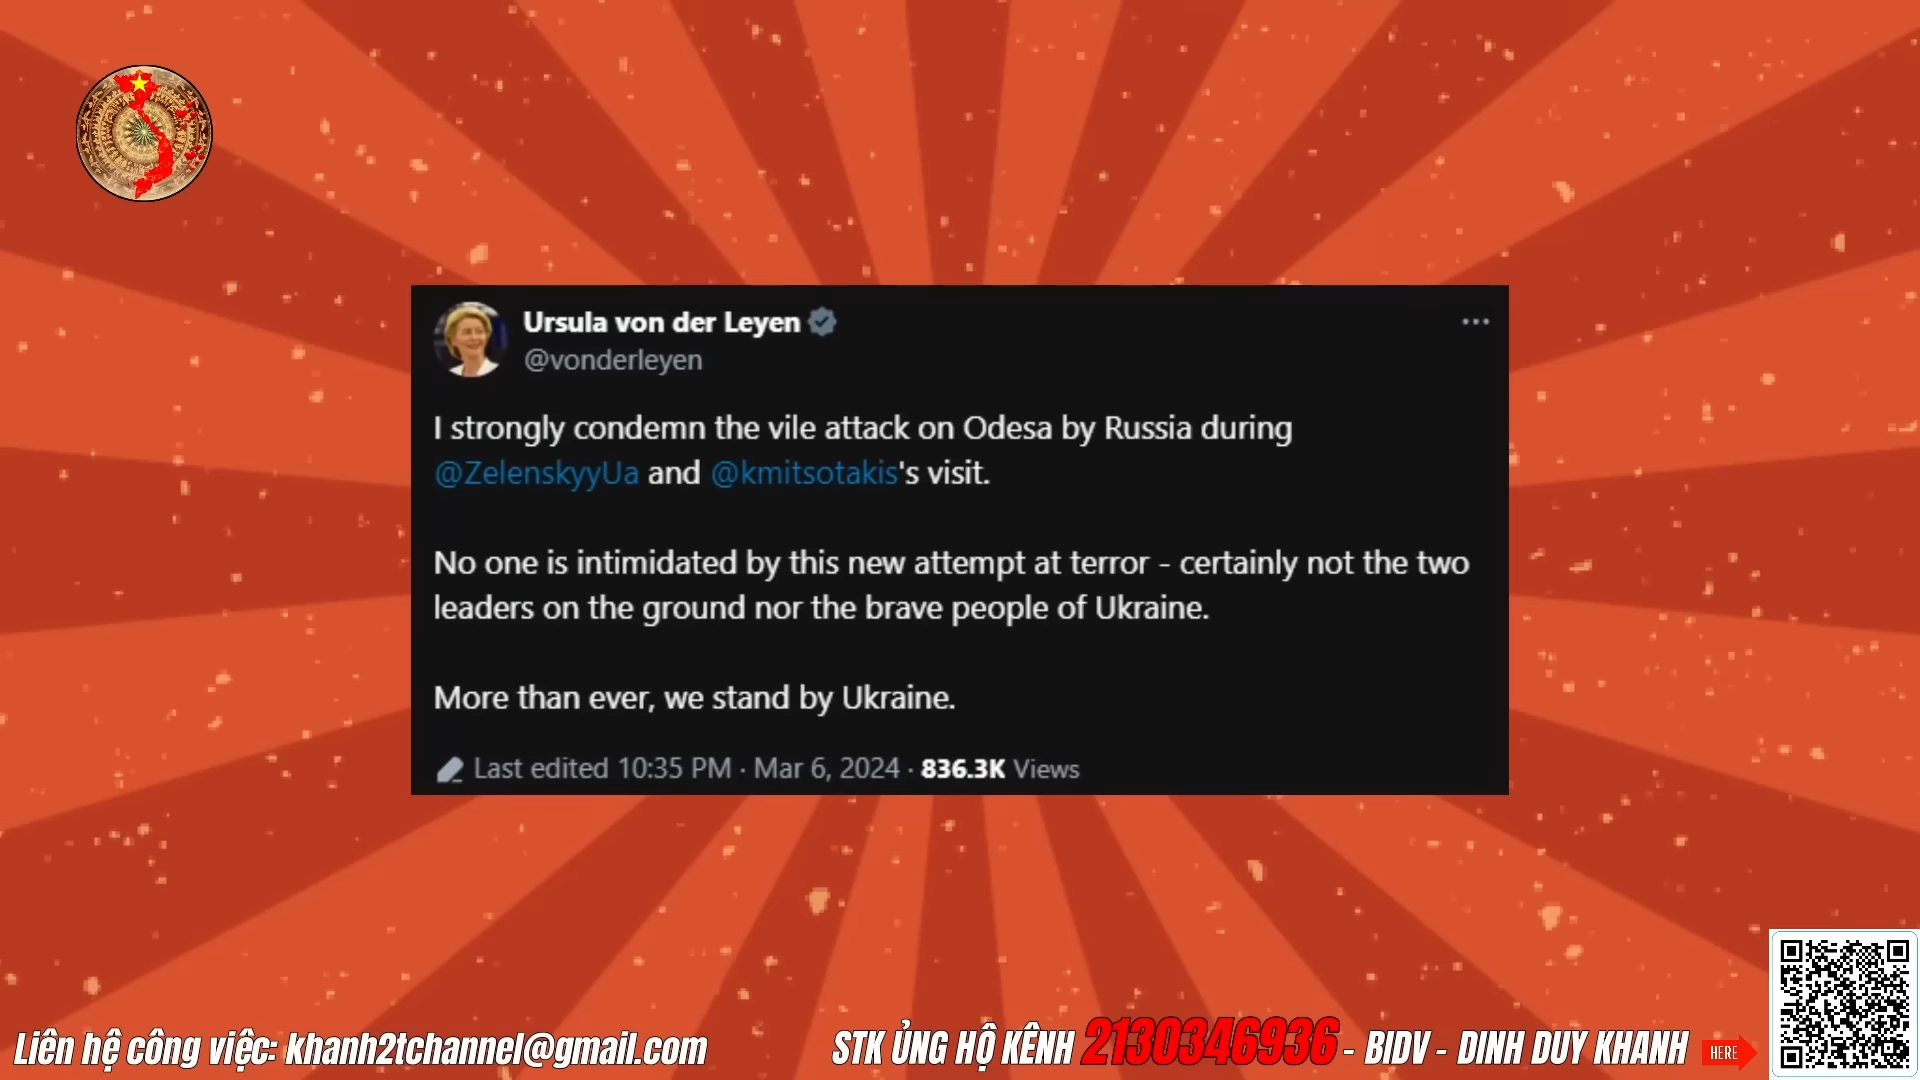 Ursula von der Leyen
@vonderleyen
I strongly condemn the vile attack on Odesa by Russia during
@ZelenskyyUa and @kmitsotakis's visit.
No one is intimidated by this new attempt at terror - certainly not the two
leaders on the ground nor the brave people of Ukraine.
More than ever, we stand by Ukraine.
Last edited 10:35 PM · Mar 6, 2024 · 836.3K Views
Liên hệ công việc: khanh2tchannel@gmail.com
STK ỦNG HỘ KÊNH 2130346936 - BIDV - DINH DUY KHANH HERE